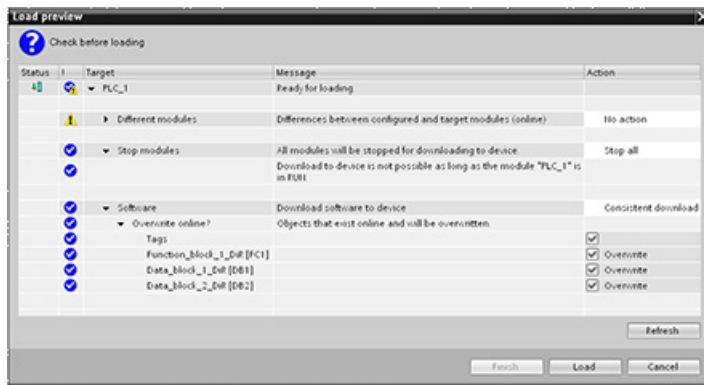 Load preview
Check before loading
Status ! Target Message Action
PLC_1 Ready for loading.
Different modules Differences between configured and target modules (online) No action
Stop modules All modules will be stopped for downloading to device. Stop all
Download to device is not possible as long as the module "PLC_1" is
in RUN.
Software Download software to device Consistent download
Overwrite online? Objects that exist online and will be overwritten.
Tags
Function_block_1_DiR [FC1] Overwrite
Data_block_1_DiR [DB1] Overwrite
Data_block_2_DiR [DB2] Overwrite
Refresh
Finish Load Cancel